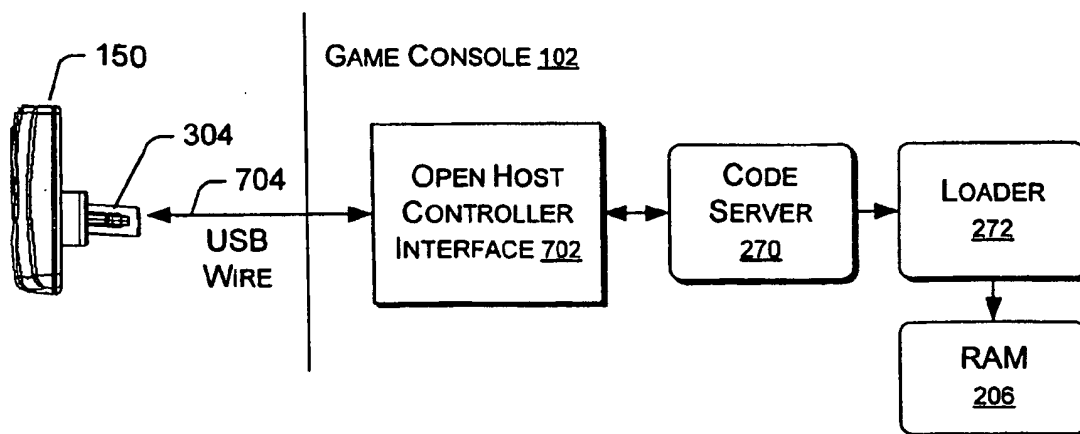 150
304
704
USB
WIRE
GAME CONSOLE 102
OPEN HOST
CONTROLLER
INTERFACE 702
CODE
SERVER
270
LOADER
272
RAM
206